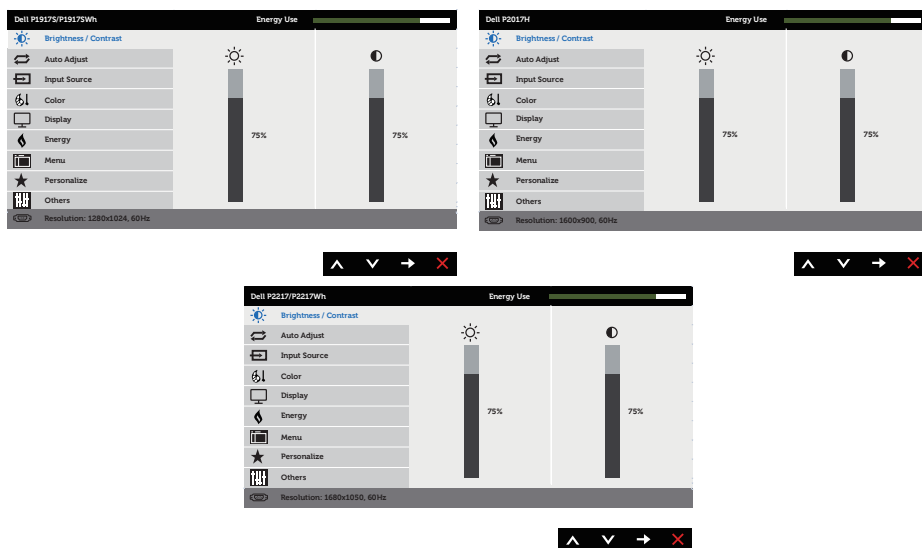 Dell P1917S/P1917SWh Energy Use
Brightness / Contrast
Auto Adjust
Input Source
Color
Display
Energy
75% 75%
Menu
Personalize
Others
Resolution: 1280x1024, 60Hz
Dell P2017H Energy Use
Brightness / Contrast
Auto Adjust
Input Source
Color
Display
Energy
75% 75%
Menu
Personalize
Others
Resolution: 1600x900, 60Hz
Dell P2217/P2217Wh Energy Use
Brightness / Contrast
Auto Adjust
Input Source
Color
Display
Energy
75% 75%
Menu
Personalize
Others
Resolution: 1680x1050, 60Hz